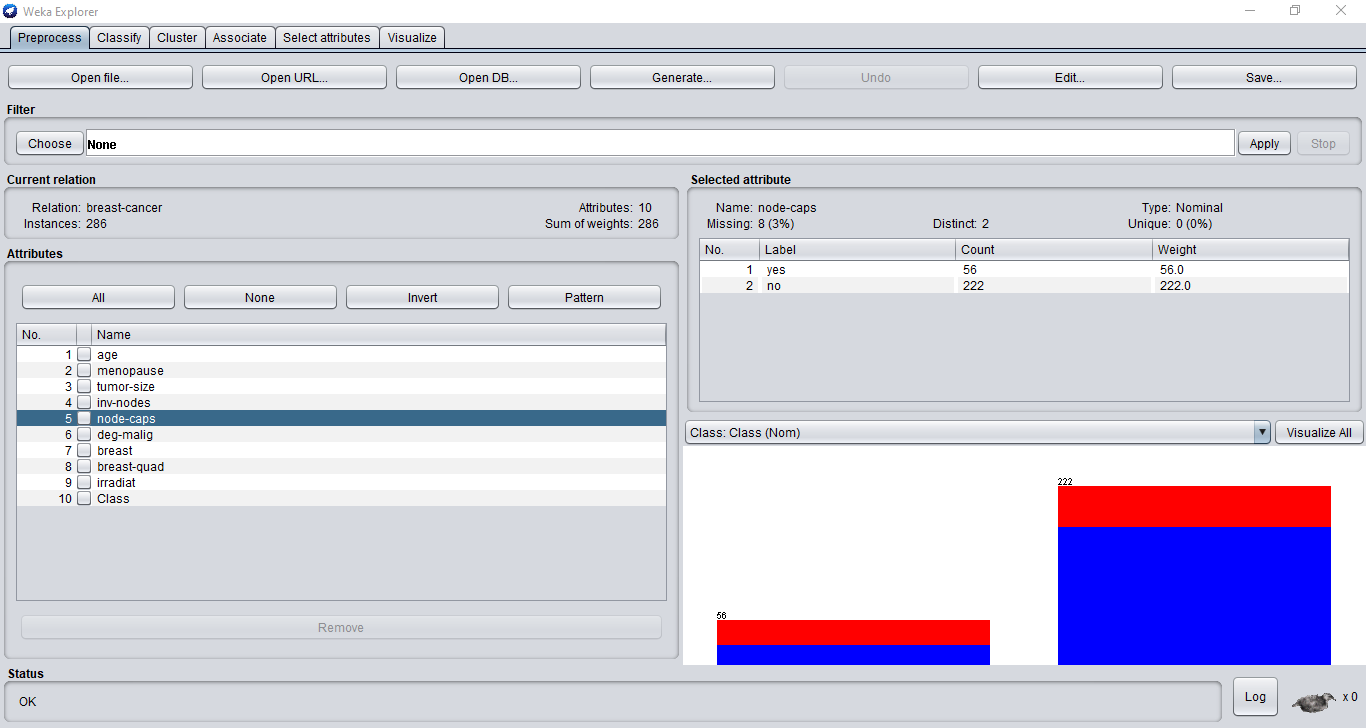 Weka Explorer
Preprocess Classify Cluster Associate Select attributes Visualize
Open file... Open URL... Open DB... Generate... Undo Edit... Save...
Filter
Choose None Apply Stop
Current relation
Relation: breast-cancer Attributes: 10
Instances: 286 Sum of weights: 286
Attributes
All None Invert Pattern
No. Name
1 age
2 menopause
3 tumor-size
4 inv-nodes
5 node-caps
6 deg-malig
7 breast
8 breast-quad
9 irradiat
10 Class
Remove
Selected attribute
Name: node-caps Type: Nominal
Missing: 8 (3%) Distinct: 2 Unique: 0 (0%)
No. Label Count Weight
1 yes 56 56.0
2 no 222 222.0
Class: Class (Nom) Visualize All
222
56
Status
OK Log x 0